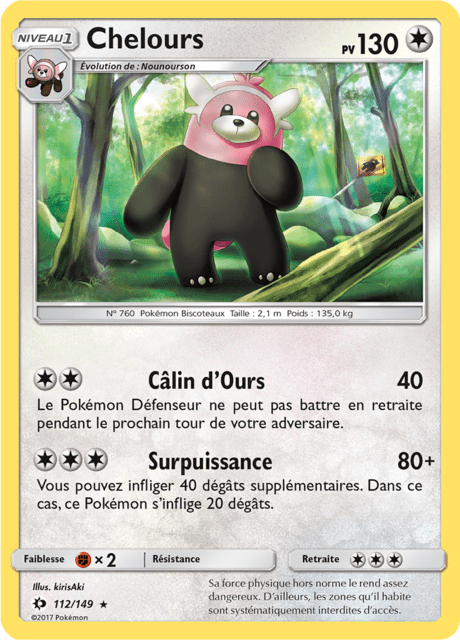 NIVEAU 1
Chelours
PV 130
Évolution de : Nounourson
N° 760 Pokémon Biscoteaux Taille : 2,1 m Poids : 135,0 kg
Câlin d'Ours 40
Le Pokémon Défenseur ne peut pas battre en retraite
pendant le prochain tour de votre adversaire.
Surpuissance 80+
Vous pouvez infliger 40 dégâts supplémentaires. Dans ce
cas, ce Pokémon s'inflige 20 dégâts.
Faiblesse ×2 Résistance Retraite
Illus. kirisAki
112/149 ★
©2017 Pokémon
Sa force physique hors norme le rend assez
dangereux. D'ailleurs, les zones qu'il habite
sont systématiquement interdites d'accès.